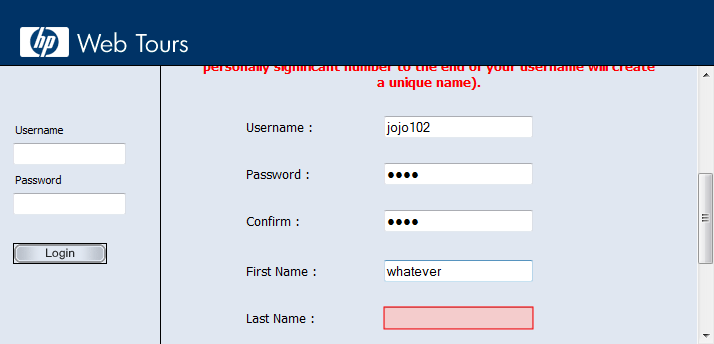 hp Web Tours
personally significant number to the end of your username will create
a unique name).
Username
Password
Login
Username :
jojo102
Password :
●●●●
Confirm :
●●●●
First Name :
whatever
Last Name :